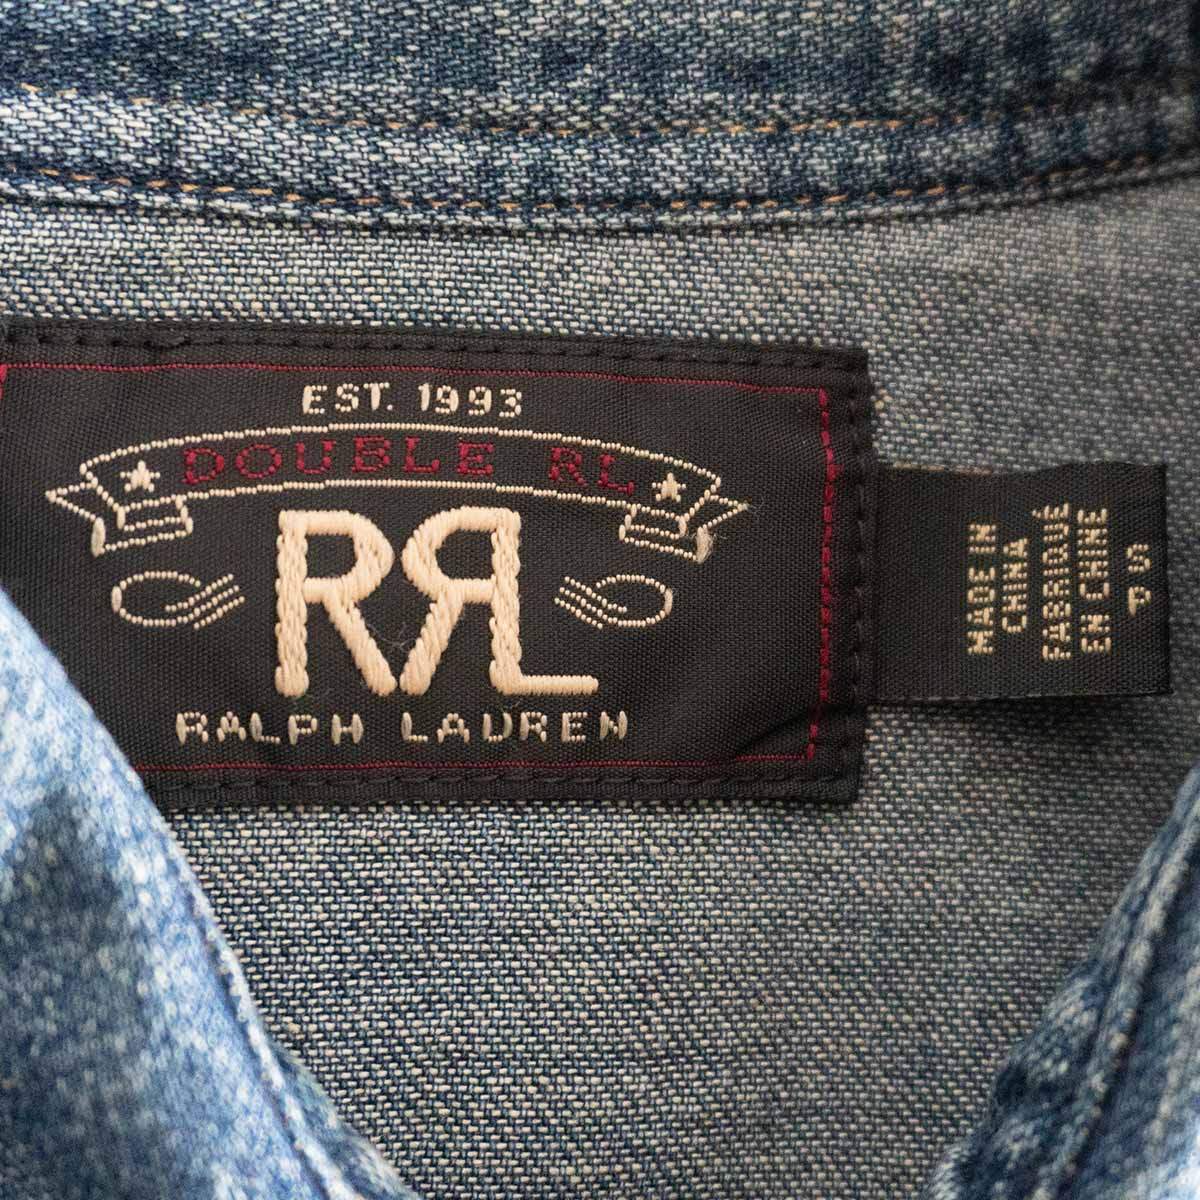 EST. 1993
DOUBLE RL
RRL
RALPH LAUREN
MADE IN
CHINA
FABRIQUÉ
EN CHINE